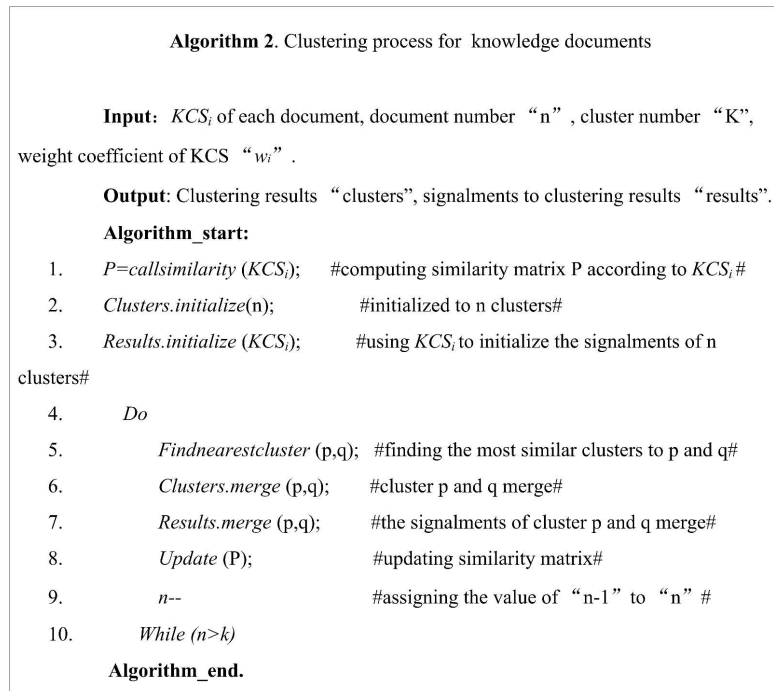 Algorithm 2. Clustering process for knowledge documents
Input: KCSi of each document, document number “n”, cluster number “K”,
weight coefficient of KCS “wi”.
Output: Clustering results “clusters”, signalments to clustering results “results”.
Algorithm_start:
1. P=callsimilarity (KCSi); #computing similarity matrix P according to KCSi #
2. Clusters.initialize(n); #initialized to n clusters#
3. Results.initialize (KCSi); #using KCSi to initialize the signalments of n
clusters#
4. Do
5. Findnearestcluster (p,q); #finding the most similar clusters to p and q#
6. Clusters.merge (p,q); #cluster p and q merge#
7. Results.merge (p,q); #the signalments of cluster p and q merge#
8. Update (P); #updating similarity matrix#
9. n-- #assigning the value of “n-1” to “n” #
10. While (n>k)
Algorithm_end.